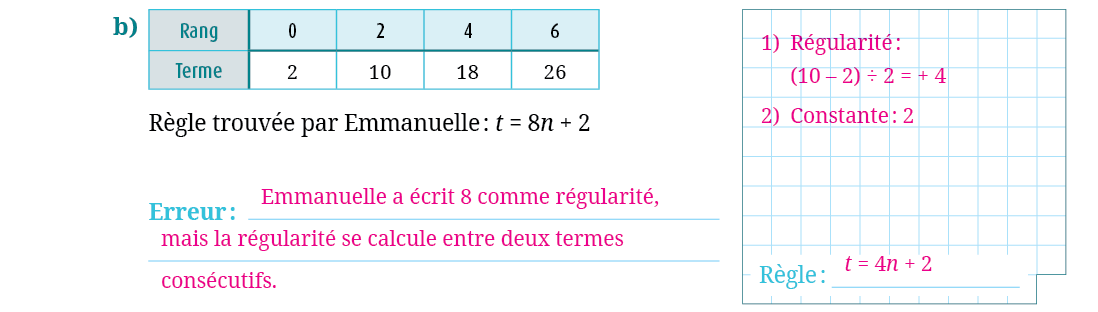 b)
Rang 0 2 4 6
Terme 2 10 18 26
Règle trouvée par Emmanuelle : t = 8n + 2
Erreur : Emmanuelle a écrit 8 comme régularité,
mais la régularité se calcule entre deux termes
consécutifs.
1) Régularité :
(10 – 2) ÷ 2 = + 4
2) Constante : 2
Règle : t = 4n + 2